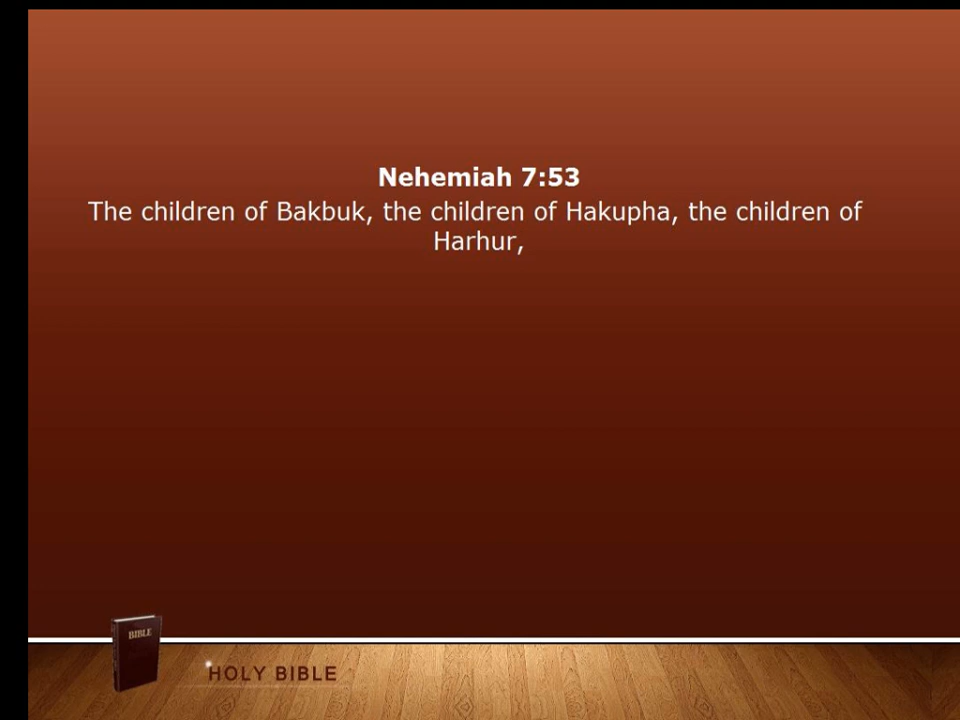 Nehemiah 7:53
The children of Bakbuk, the children of Hakupha, the children of
Harhur,
BIBLE
HOLY BIBLE